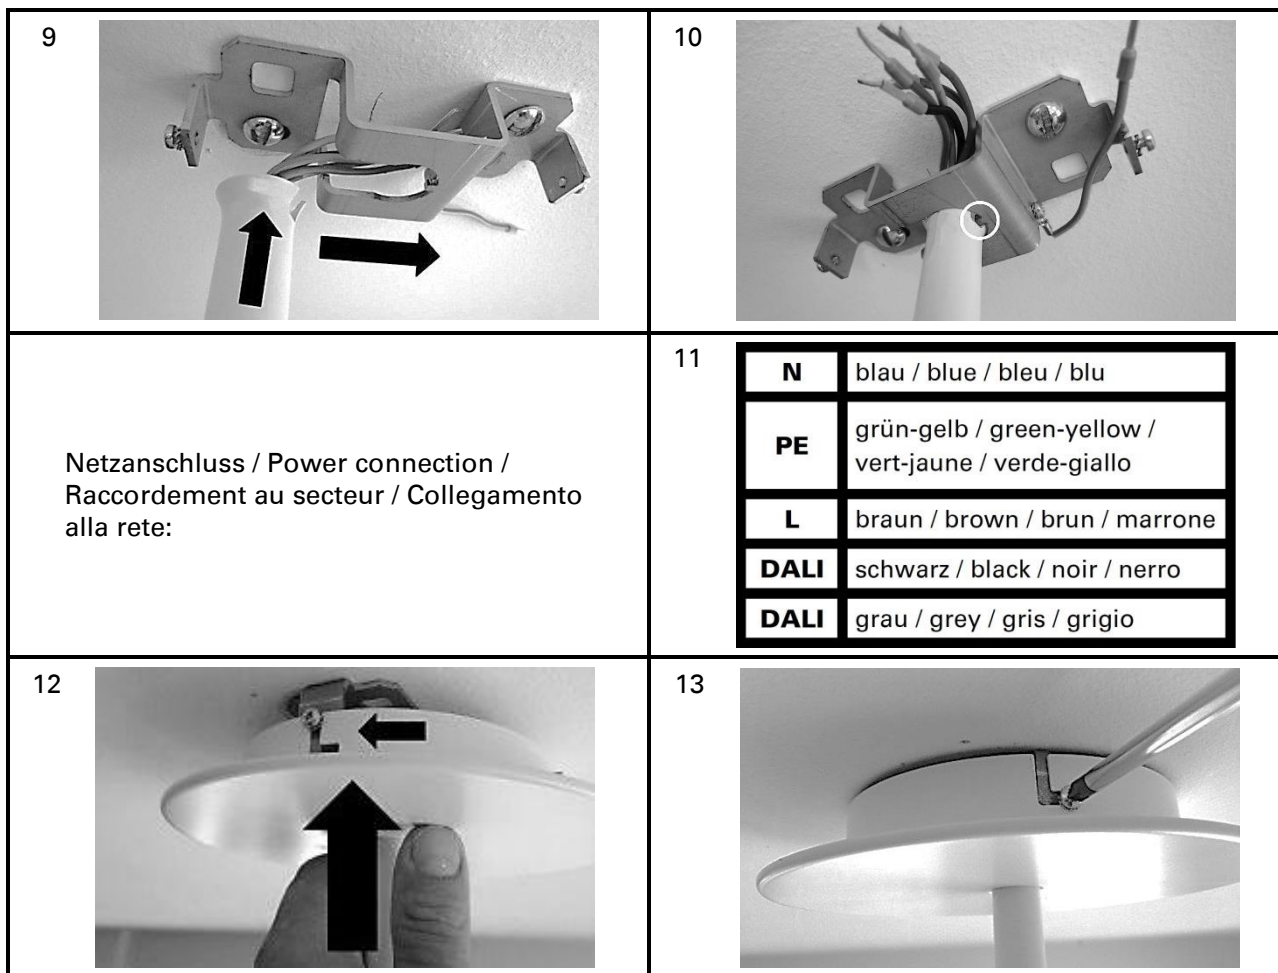 9
10
Netzanschluss / Power connection /
Raccordement au secteur / Collegamento
alla rete:
11
N
blau / blue / bleu / blu
PE
grün-gelb / green-yellow /
vert-jaune / verde-giallo
L
braun / brown / brun / marrone
DALI
schwarz / black / noir / nerro
DALI
grau / grey / gris / grigio
12
13